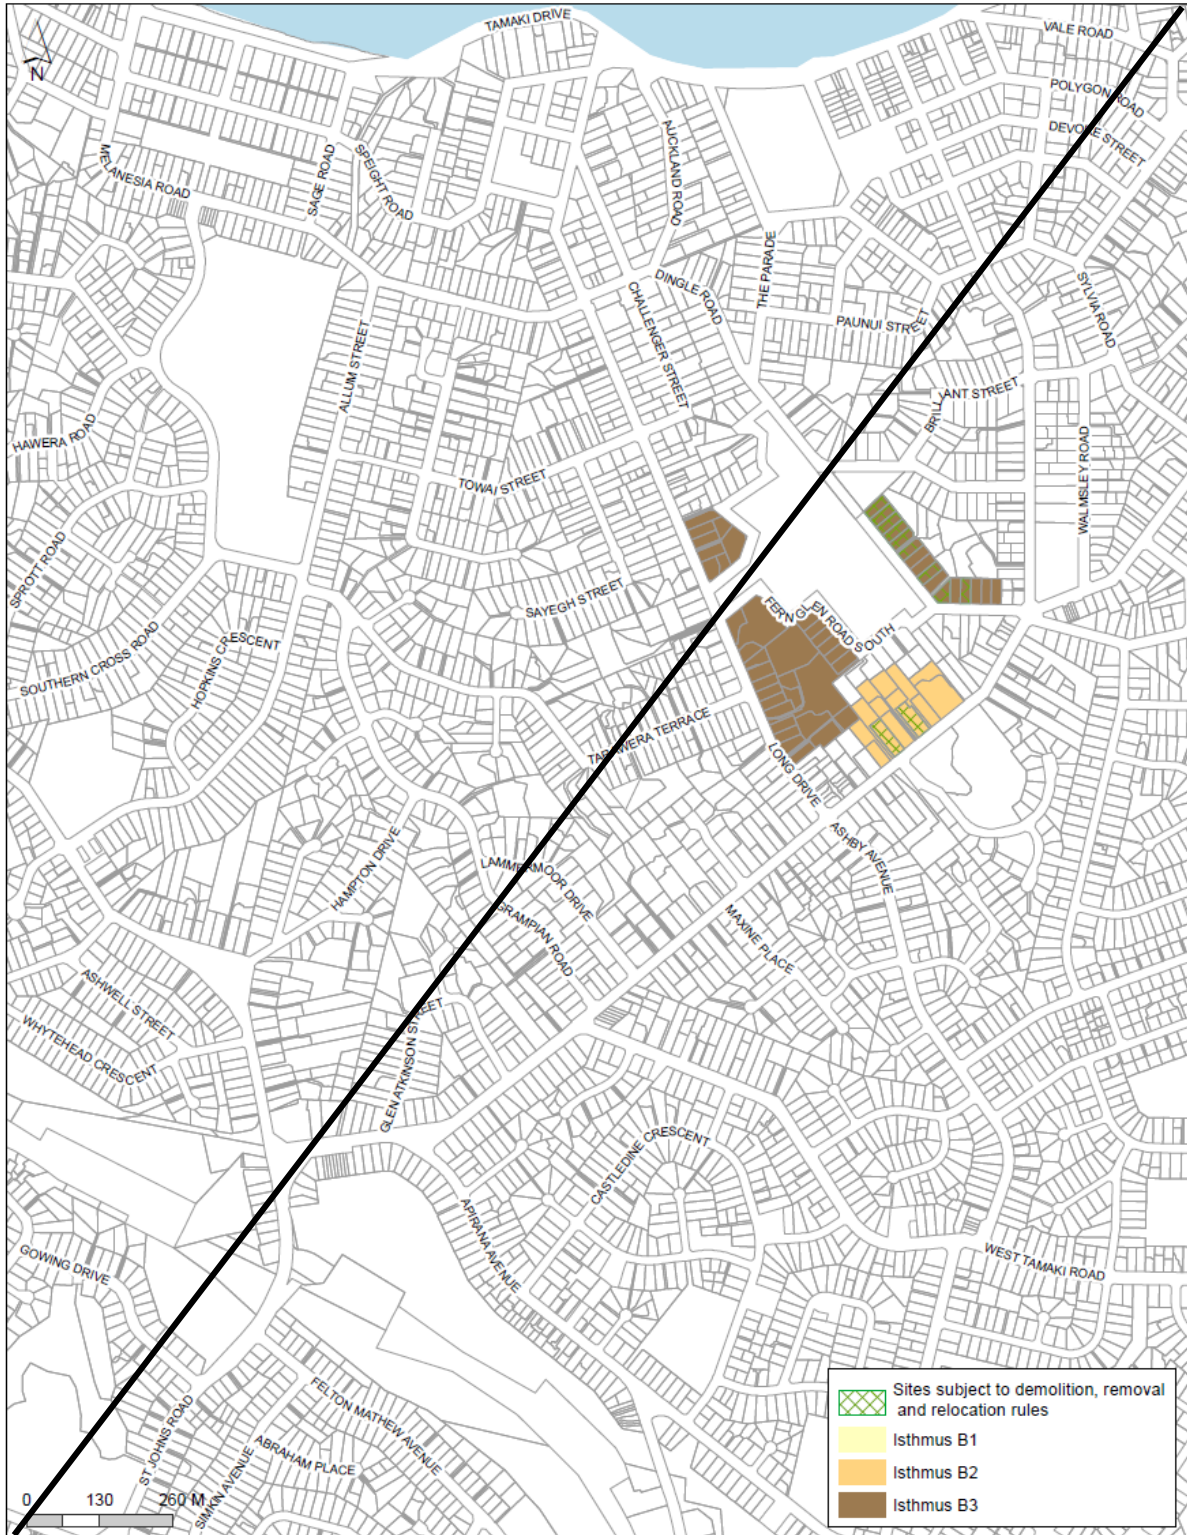 TAMAKI DRIVE
VALE ROAD
N
POLYGON ROAD
DEVORE STREET
AUCKLAND ROAD
MELANESIA ROAD
SAGE ROAD
SPEIGHT ROAD
THE PARADE
DINGLE ROAD
SYLVIA ROAD
CHALLENGER STREET
PAUNUI STREET
ALLUM STREET
BRILLIANT STREET
HAWERA ROAD
WALMSLEY ROAD
TOWAI STREET
SPROTT ROAD
SAYEGH STREET
FERN GLEN ROAD SOUTH
SOUTHERN CROSS ROAD
HOPKINS CRESCENT
TARAWERA TERRACE
LONG DRIVE
ASHBY AVENUE
HAMPTON DRIVE
LAMMERMOOR DRIVE
GRAMPIAN ROAD
MAXINE PLACE
ASHWELL STREET
WHYTEHEAD CRESCENT
GLEN ATKINSON STREET
CASTLEDINE CRESCENT
APIRANA AVENUE
GOWING DRIVE
WEST TAMAKI ROAD
ST JOHNS ROAD
FELTON MATHEW AVENUE
ABRAHAM PLACE
SIMKIN AVENUE
0 130 260 M
Sites subject to demolition, removal
and relocation rules
Isthmus B1
Isthmus B2
Isthmus B3